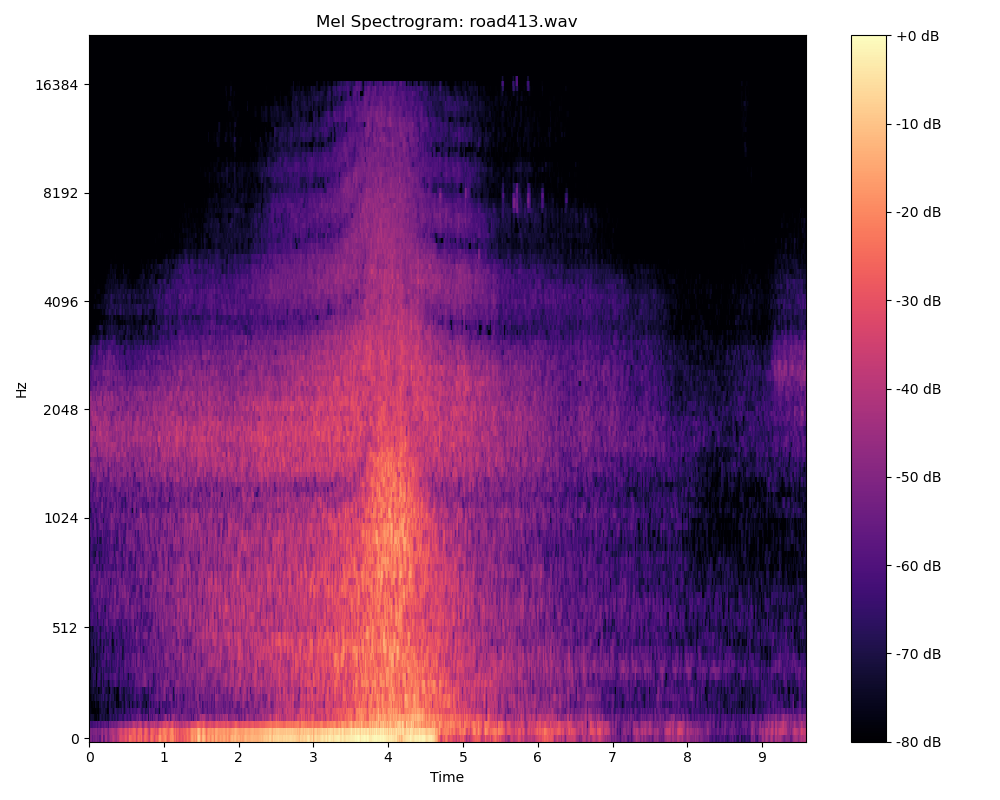 Mel Spectrogram: road413.wav
16384
8192
4096
2048
1024
512
0
Hz
0 1 2 3 4 5 6 7 8 9
Time
+0 dB
-10 dB
-20 dB
-30 dB
-40 dB
-50 dB
-60 dB
-70 dB
-80 dB